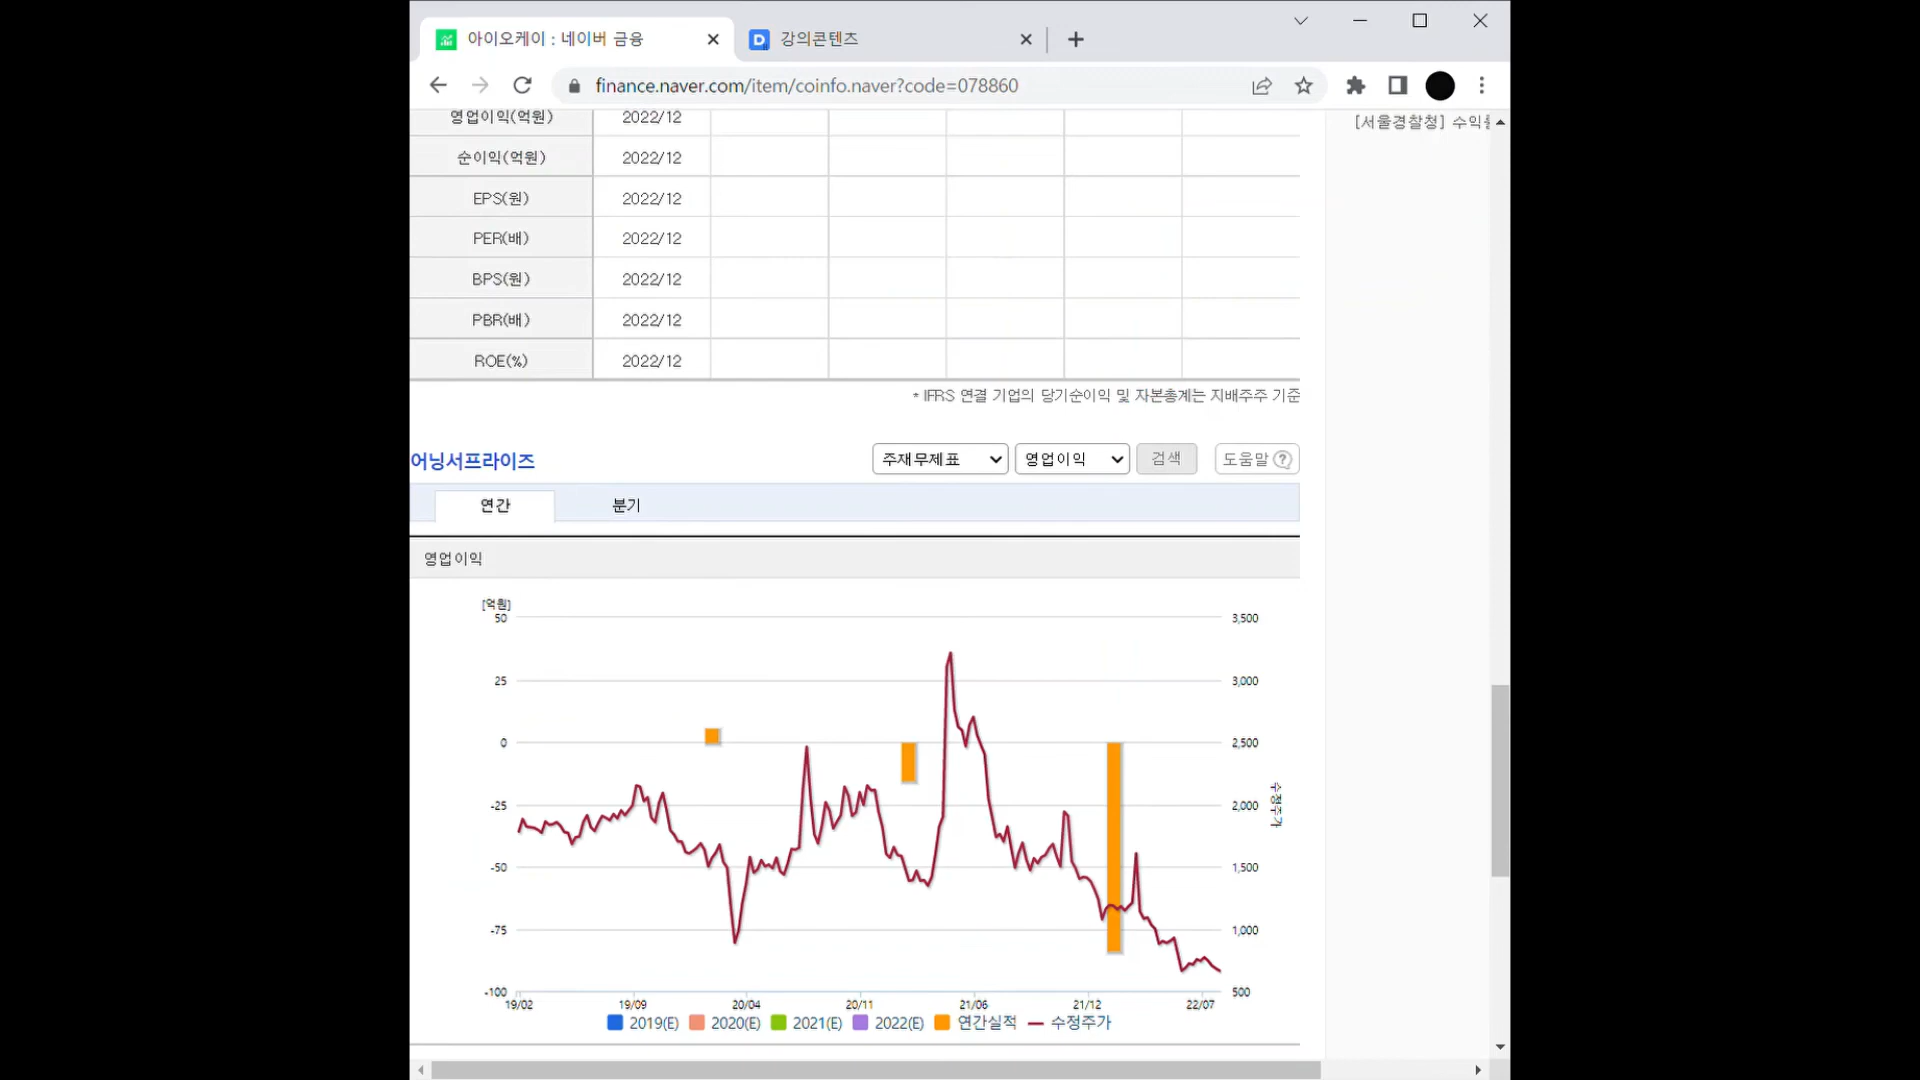 아이오케이 : 네이버 금융
강의콘텐츠
finance.naver.com/item/coinfo.naver?code=078860
영업이익(억원) 2022/12
[서울경찰청] 수익률
순이익(억원) 2022/12
EPS(원) 2022/12
PER(배) 2022/12
BPS(원) 2022/12
PBR(배) 2022/12
ROE(%) 2022/12
* IFRS 연결 기업의 당기순이익 및 자본총계는 지배주주 기준
어닝서프라이즈
주재무제표 영업이익 검색 도움말 ?
연간 분기
영업이익
[억원]
50 3,500
25 3,000
0 2,500
-25 2,000
수정주가
-50 1,500
-75 1,000
-100 500
19/02 19/09 20/04 20/11 21/06 21/12 22/07
2019(E) 2020(E) 2021(E) 2022(E) 연간실적 수정주가